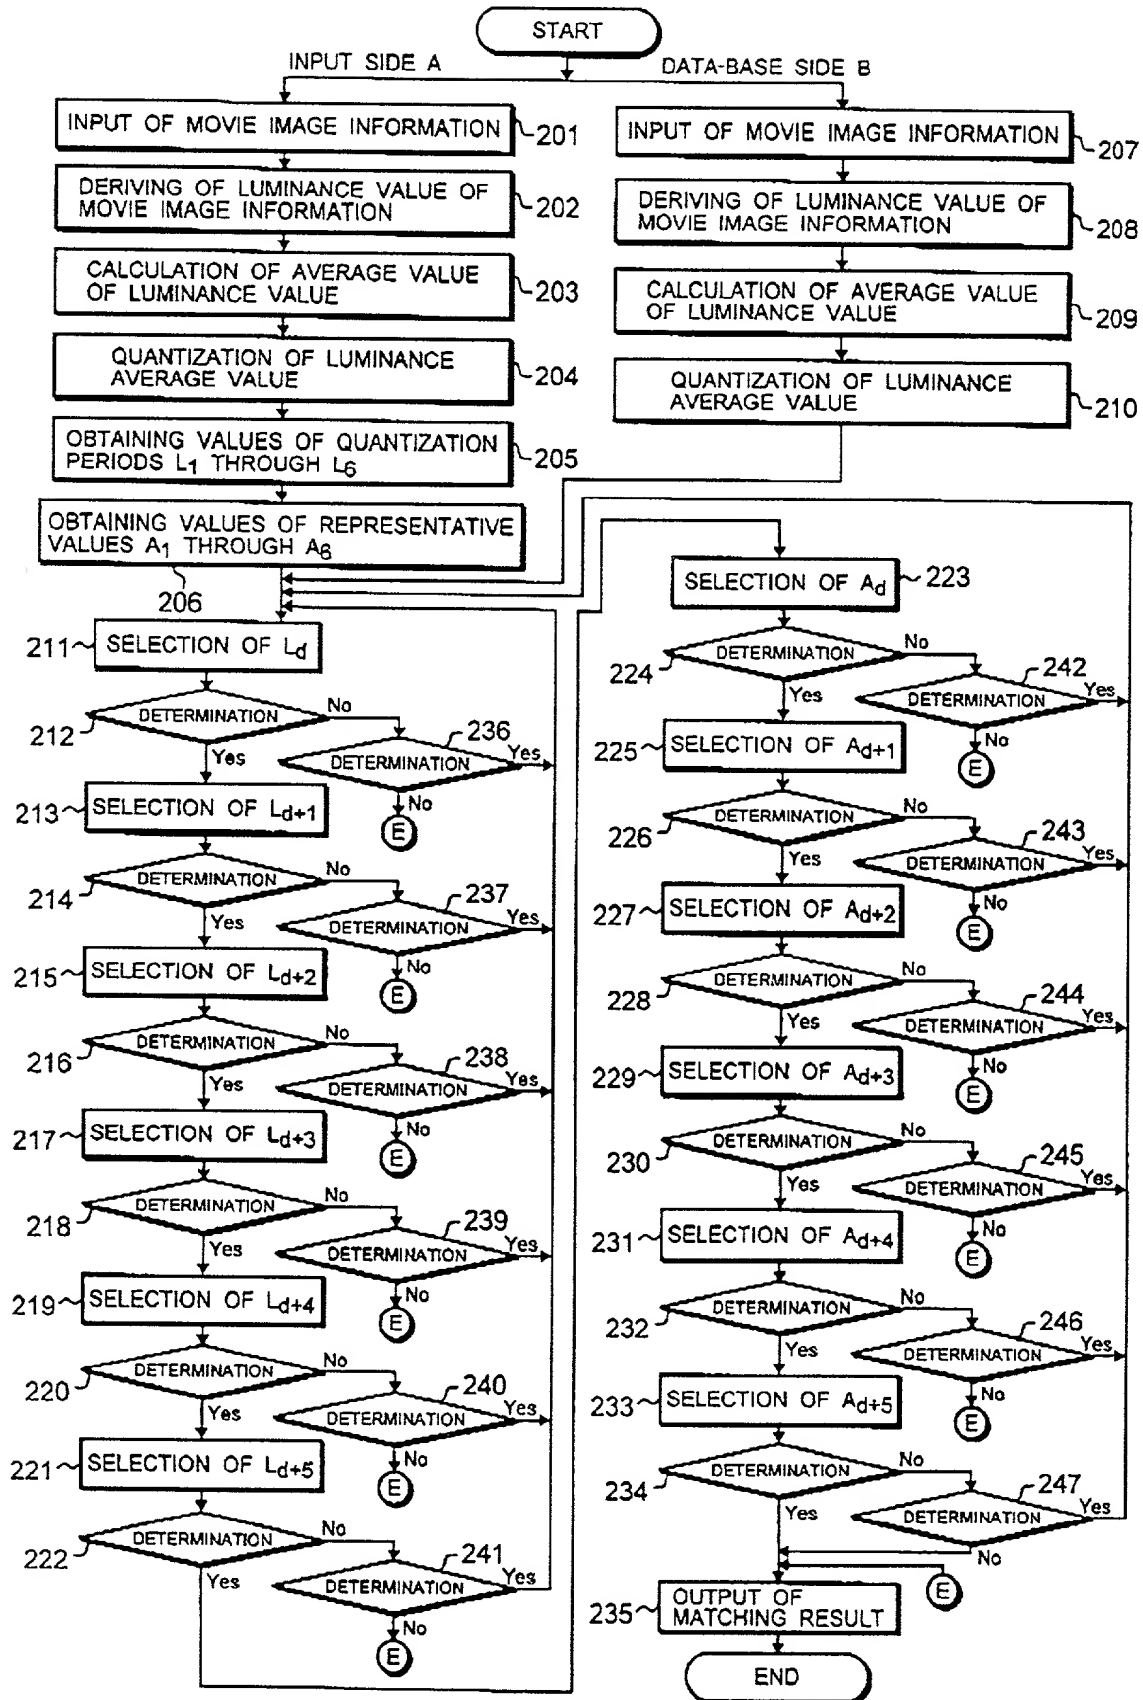 START
INPUT SIDE A
DATA-BASE SIDE B
INPUT OF MOVIE IMAGE INFORMATION
201
DERIVING OF LUMINANCE VALUE OF
MOVIE IMAGE INFORMATION
202
CALCULATION OF AVERAGE VALUE
OF LUMINANCE VALUE
203
QUANTIZATION OF LUMINANCE
AVERAGE VALUE
204
OBTAINING VALUES OF QUANTIZATION
PERIODS L1 THROUGH L6
205
OBTAINING VALUES OF REPRESENTATIVE
VALUES A1 THROUGH A6
206
INPUT OF MOVIE IMAGE INFORMATION
207
DERIVING OF LUMINANCE VALUE OF
MOVIE IMAGE INFORMATION
208
CALCULATION OF AVERAGE VALUE
OF LUMINANCE VALUE
209
QUANTIZATION OF LUMINANCE
AVERAGE VALUE
210
211
SELECTION OF Ld
212
DETERMINATION
No
Yes
236
DETERMINATION
Yes
No
E
213
SELECTION OF Ld+1
214
DETERMINATION
No
Yes
237
DETERMINATION
Yes
No
E
215
SELECTION OF Ld+2
216
DETERMINATION
No
Yes
238
DETERMINATION
Yes
No
E
217
SELECTION OF Ld+3
218
DETERMINATION
No
Yes
239
DETERMINATION
Yes
No
E
219
SELECTION OF Ld+4
220
DETERMINATION
No
Yes
240
DETERMINATION
Yes
No
E
221
SELECTION OF Ld+5
222
DETERMINATION
No
Yes
241
DETERMINATION
Yes
No
E
SELECTION OF Ad
223
224
DETERMINATION
No
Yes
242
DETERMINATION
Yes
No
E
225
SELECTION OF Ad+1
226
DETERMINATION
No
Yes
243
DETERMINATION
Yes
No
E
227
SELECTION OF Ad+2
228
DETERMINATION
No
Yes
244
DETERMINATION
Yes
No
E
229
SELECTION OF Ad+3
230
DETERMINATION
No
Yes
245
DETERMINATION
Yes
No
E
231
SELECTION OF Ad+4
232
DETERMINATION
No
Yes
246
DETERMINATION
Yes
No
E
233
SELECTION OF Ad+5
234
DETERMINATION
No
Yes
247
DETERMINATION
Yes
No
E
235
OUTPUT OF
MATCHING RESULT
END